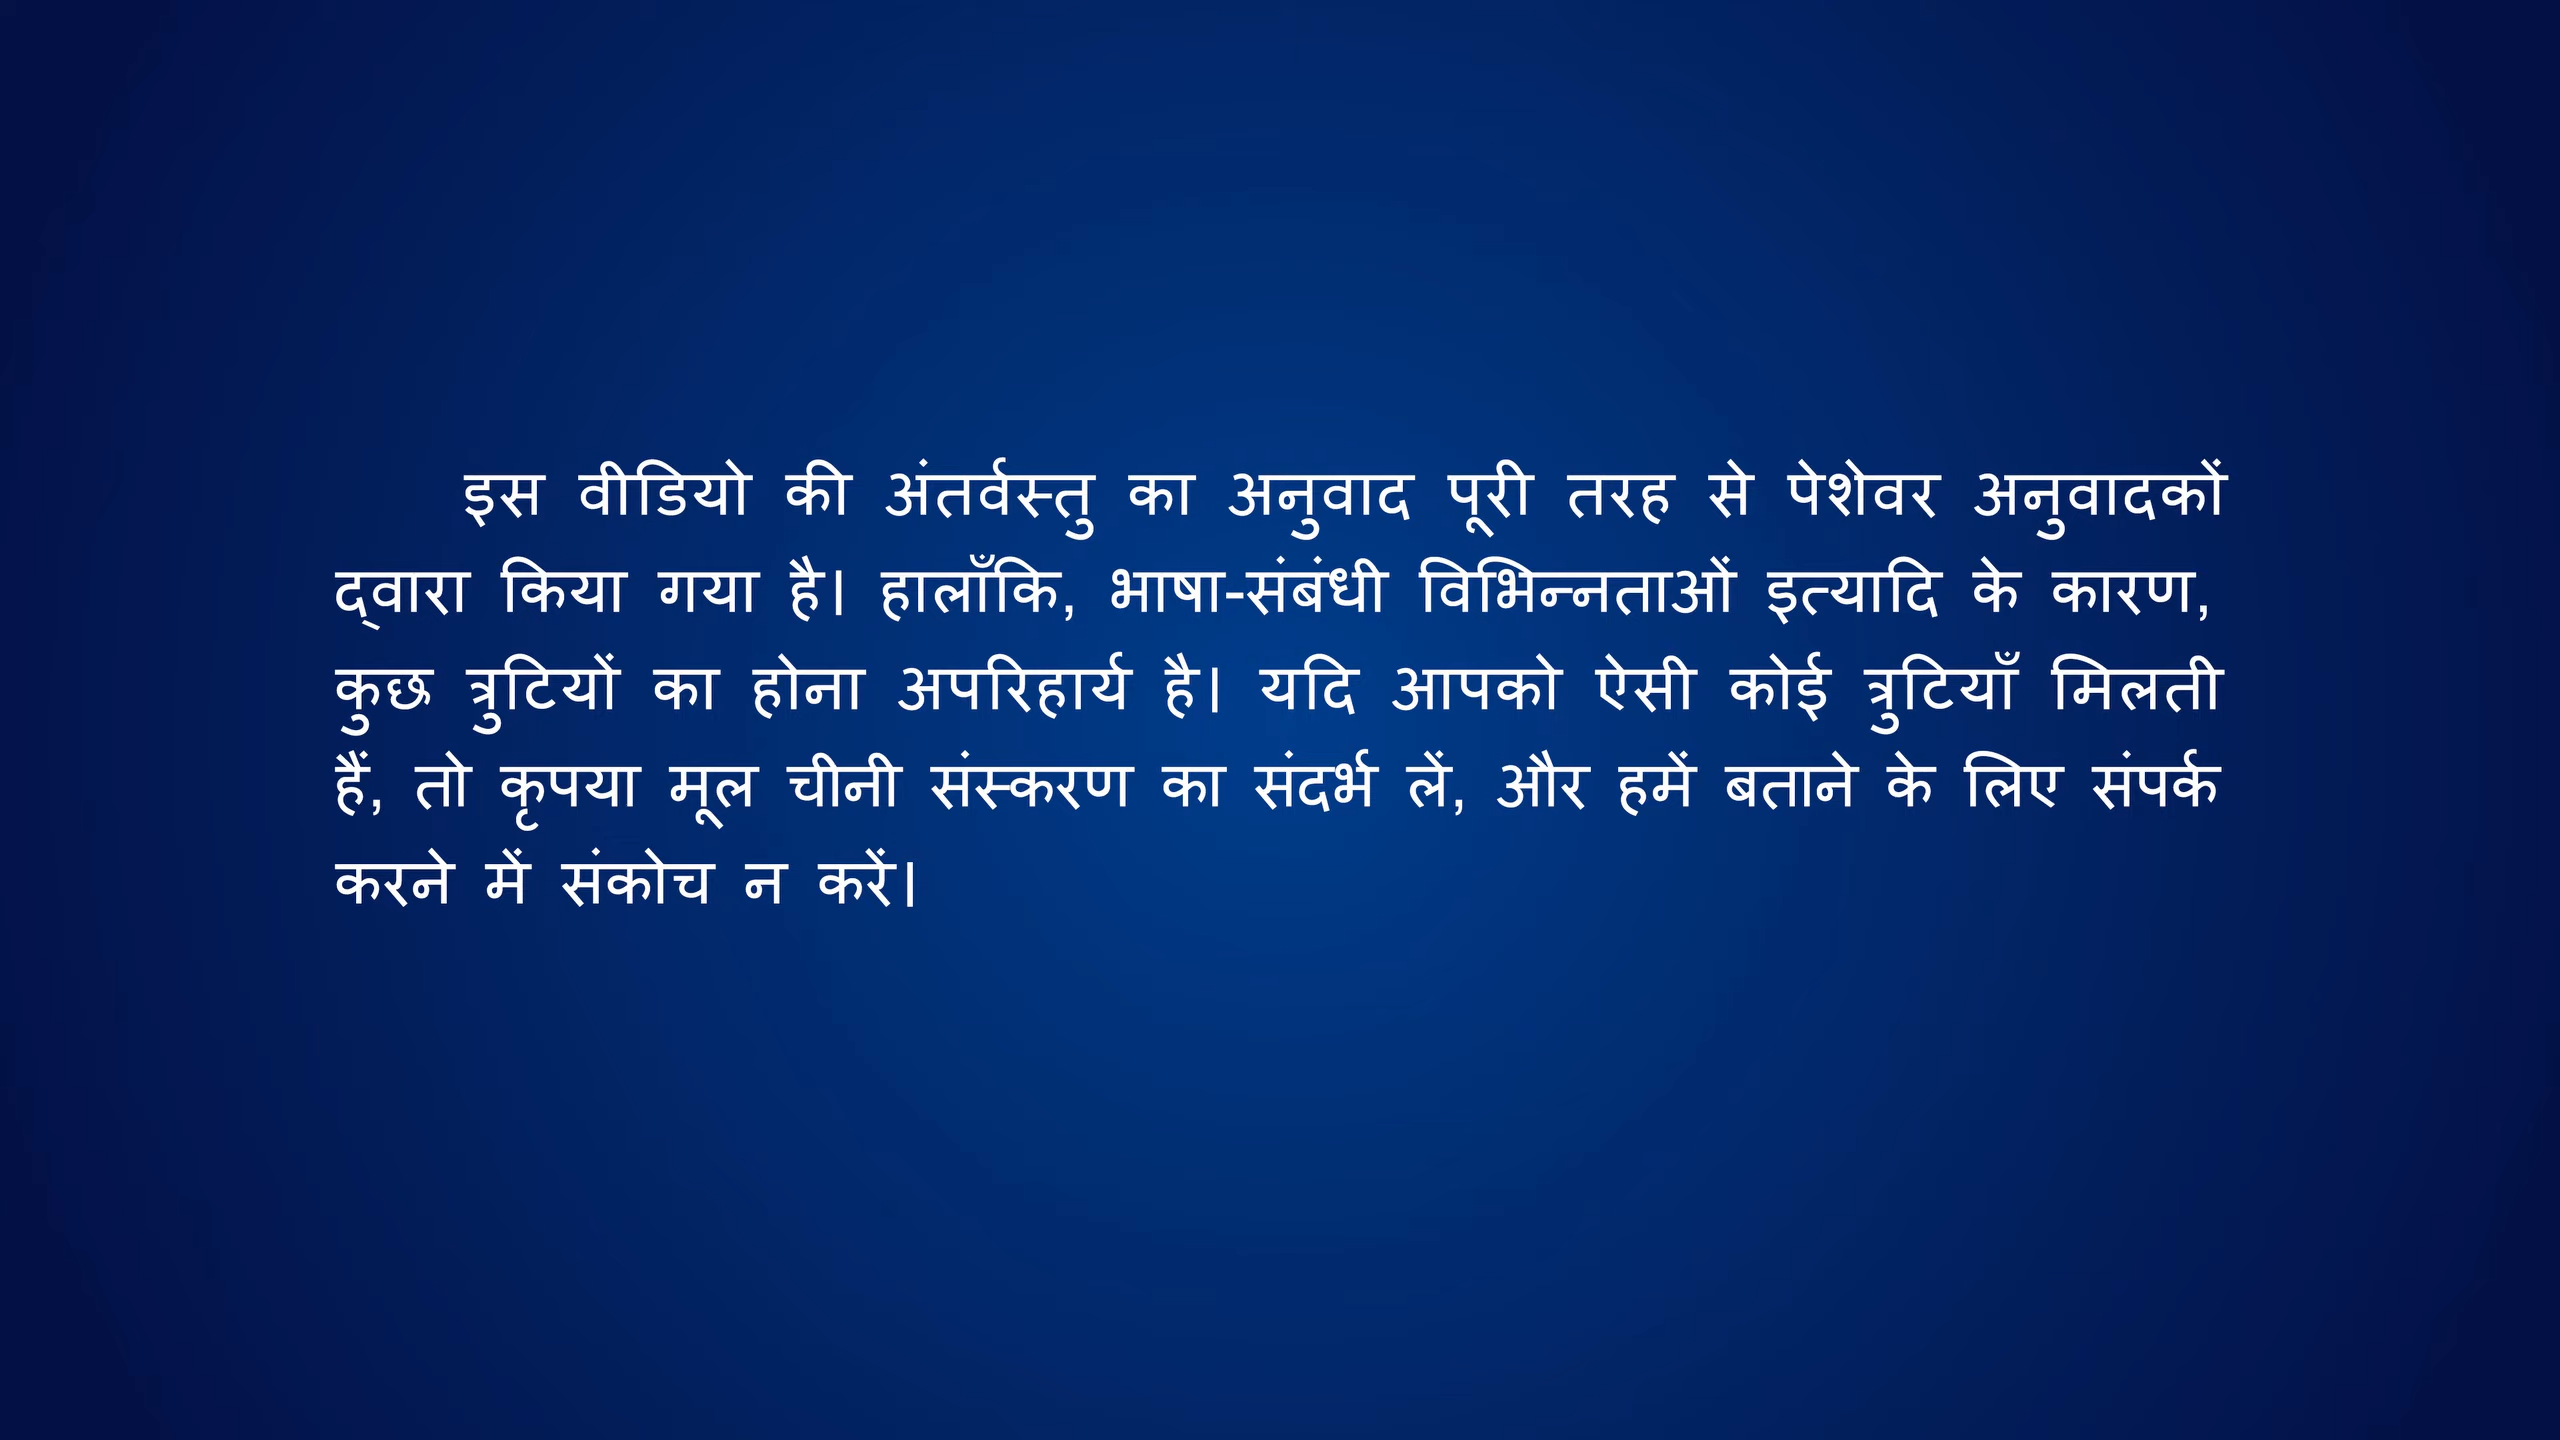 इस वीडियो की अंतर्वस्तु का अनुवाद पूरी तरह से पेशेवर अनुवादकों
द्वारा किया गया है। हालाँकि, भाषा-संबंधी विभिन्नताओं इत्यादि के कारण,
कुछ त्रुटियों का होना अपरिहार्य है। यदि आपको ऐसी कोई त्रुटियाँ मिलती
हैं, तो कृपया मूल चीनी संस्करण का संदर्भ लें, और हमें बताने के लिए संपर्क
करने में संकोच न करें।